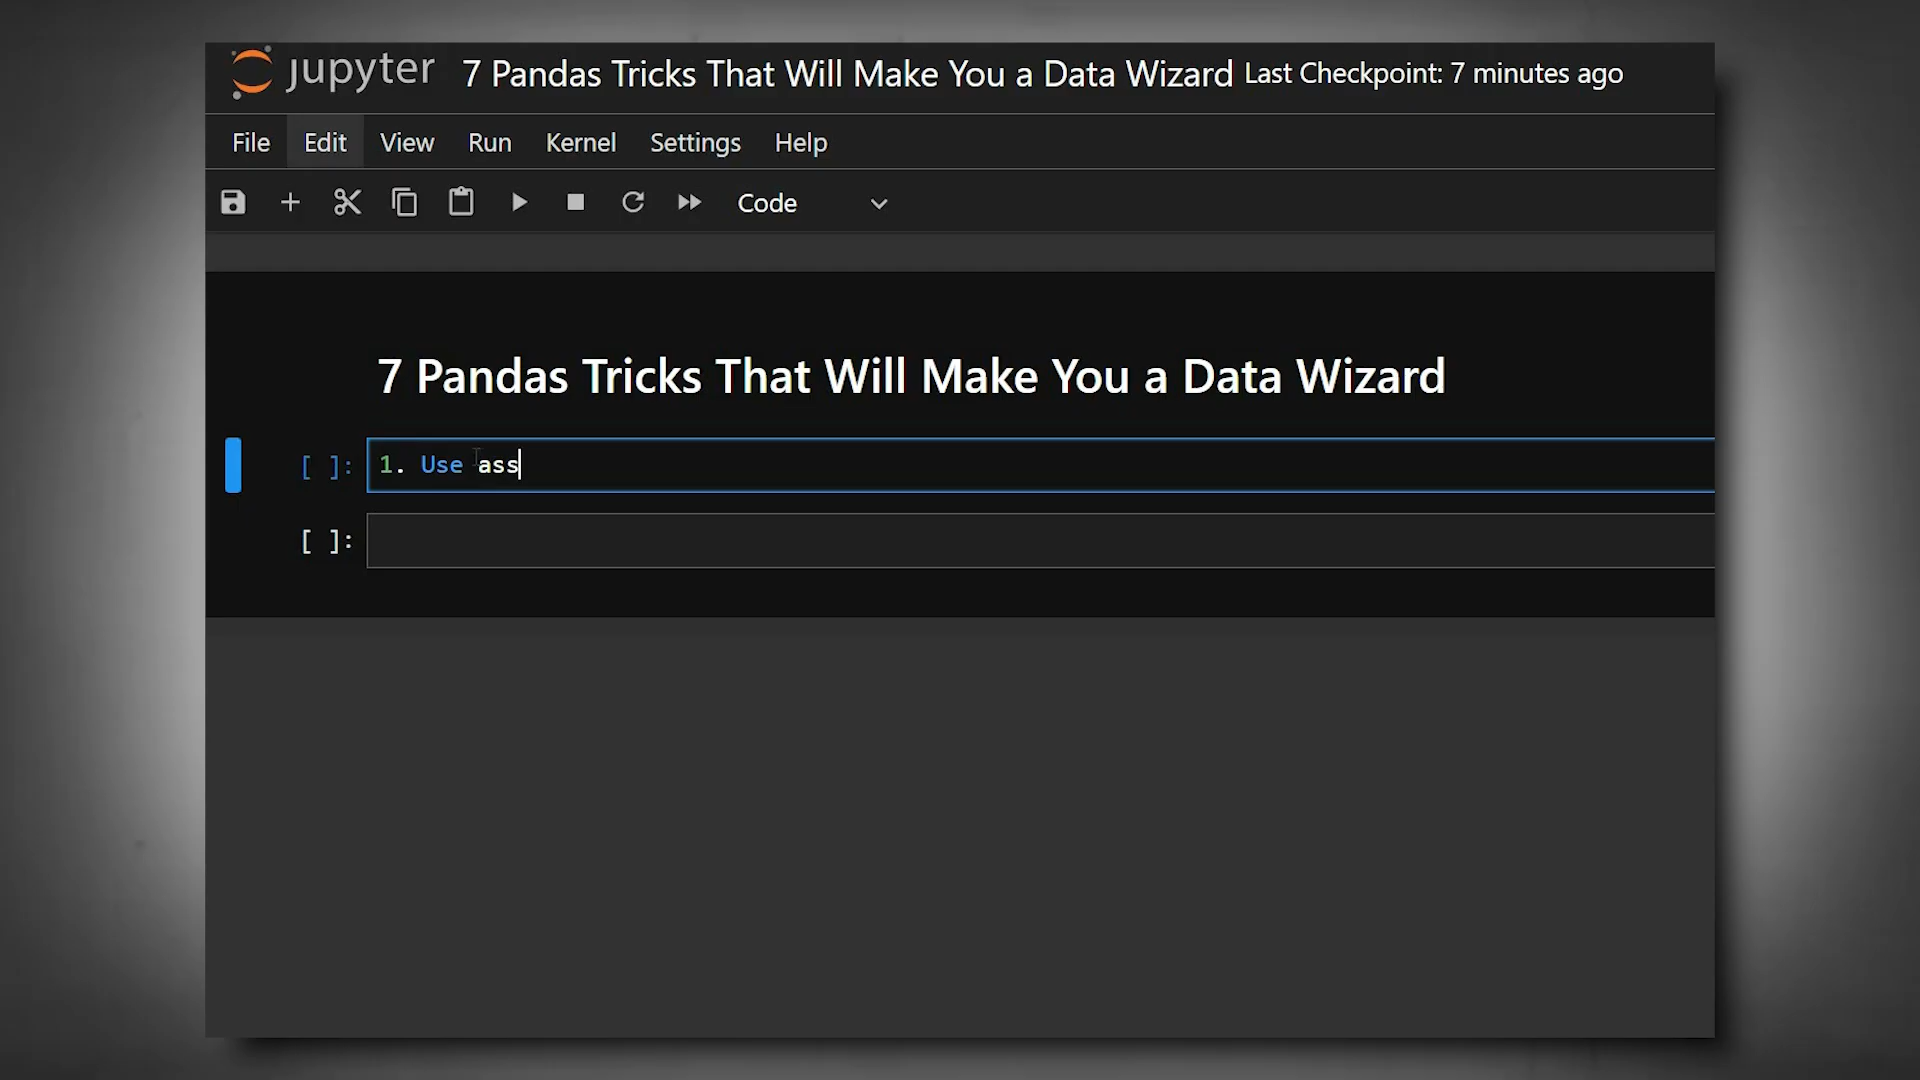 jupyter 7 Pandas Tricks That Will Make You a Data Wizard Last Checkpoint: 7 minutes ago
File Edit View Run Kernel Settings Help
Code
7 Pandas Tricks That Will Make You a Data Wizard
[ ]: 1. Use ass
[ ]: